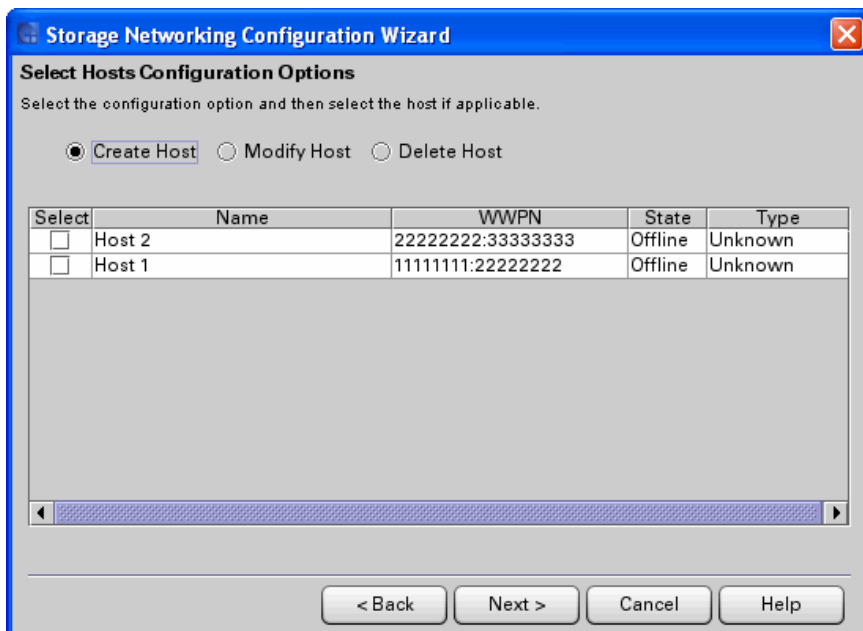 Storage Networking Configuration Wizard
Select Hosts Configuration Options
Select the configuration option and then select the host if applicable.
Create Host Modify Host Delete Host
Select Name WWPN State Type
Host 2 22222222:33333333 Offline Unknown
Host 1 11111111:22222222 Offline Unknown
< Back Next > Cancel Help